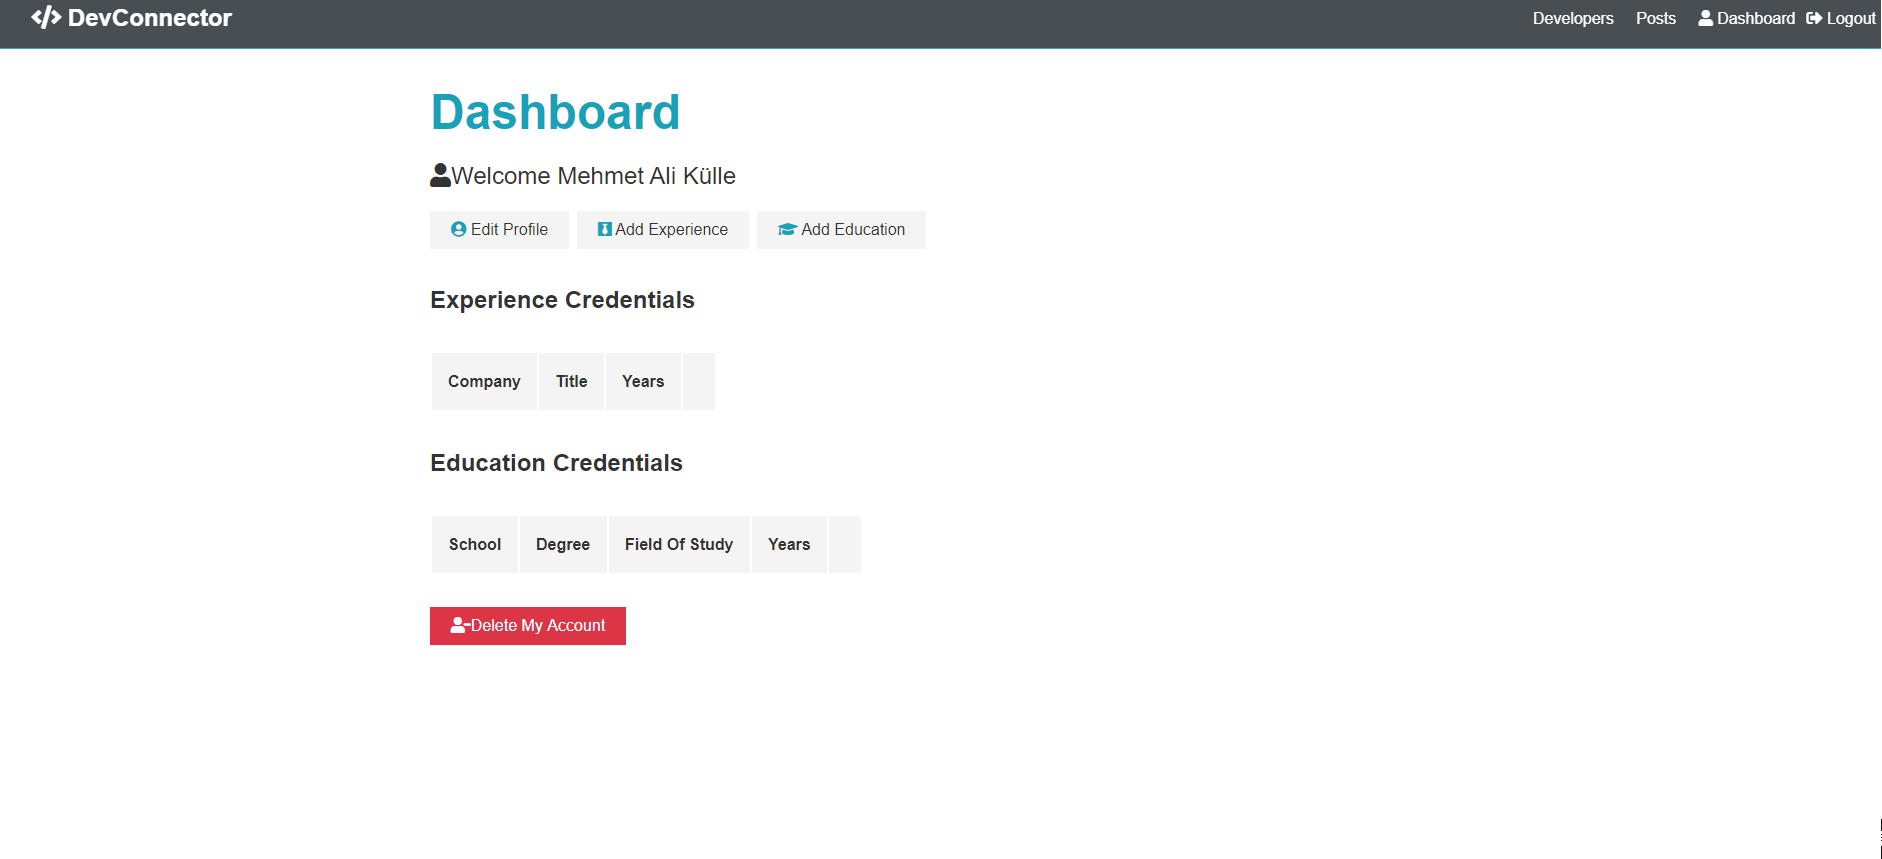 DevConnector
Developers Posts Dashboard Logout
Dashboard
Welcome Mehmet Ali Külle
Edit Profile Add Experience Add Education
Experience Credentials
Company Title Years
Education Credentials
School Degree Field Of Study Years
Delete My Account